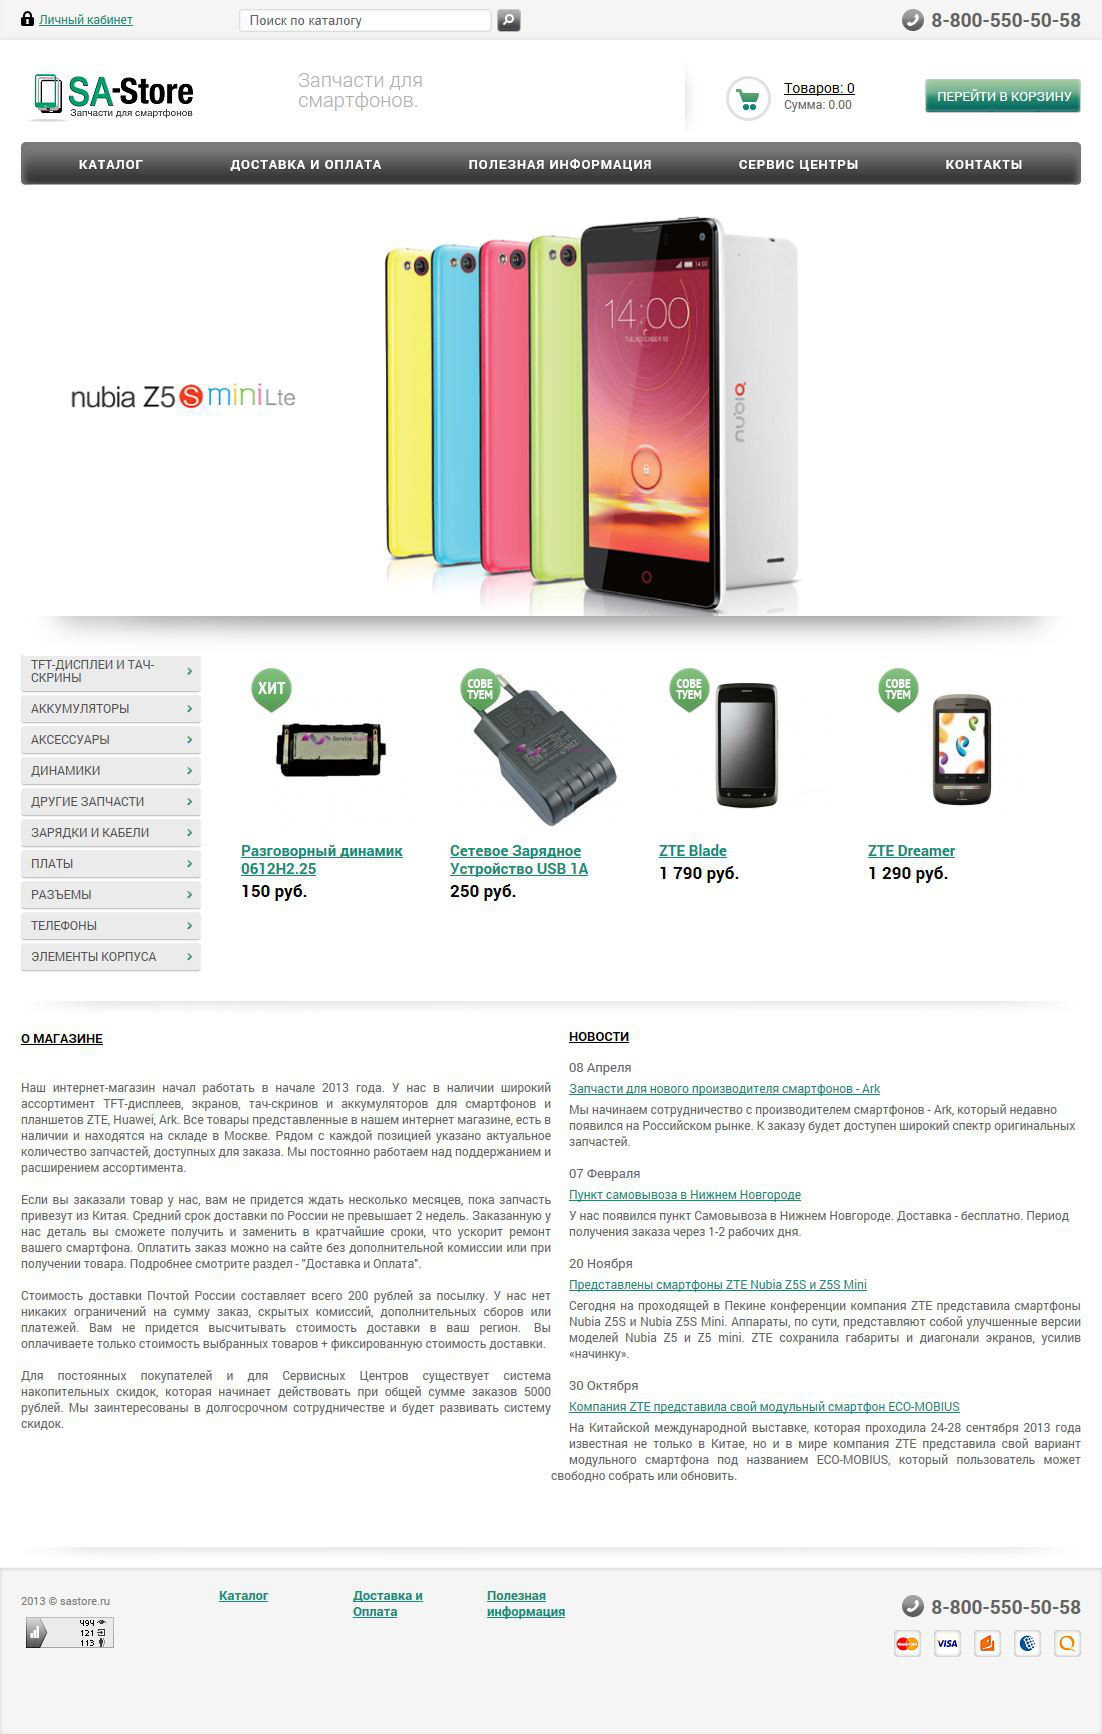 Личный кабинет
Поиск по каталогу
8-800-550-50-58
SA-Store
Запчасти для смартфонов
Запчасти для
смартфонов.
Товаров: 0
Сумма: 0.00
ПЕРЕЙТИ В КОРЗИНУ
КАТАЛОГ ДОСТАВКА И ОПЛАТА ПОЛЕЗНАЯ ИНФОРМАЦИЯ СЕРВИС ЦЕНТРЫ КОНТАКТЫ
14:00
14:00
TUE,NOVEMBER 19
nubia Z5 S mini Lte
nubia
TFT-ДИСПЛЕИ И ТАЧ-
СКРИНЫ
АККУМУЛЯТОРЫ
АКСЕССУАРЫ
ДИНАМИКИ
ДРУГИЕ ЗАПЧАСТИ
ЗАРЯДКИ И КАБЕЛИ
ПЛАТЫ
РАЗЪЕМЫ
ТЕЛЕФОНЫ
ЭЛЕМЕНТЫ КОРПУСА
ХИТ
Разговорный динамик
0612H2.25
150 руб.
СОВЕ
ТУЕМ
Сетевое Зарядное
Устройство USB 1A
250 руб.
СОВЕ
ТУЕМ
ZTE Blade
1 790 руб.
СОВЕ
ТУЕМ
ZTE Dreamer
1 290 руб.
О МАГАЗИНЕ
Наш интернет-магазин начал работать в начале 2013 года. У нас в наличии широкий
ассортимент TFT-дисплеев, экранов, тач-скринов и аккумуляторов для смартфонов и
планшетов ZTE, Huawei, Ark. Все товары представленные в нашем интернет магазине, есть в
наличии и находятся на складе в Москве. Рядом с каждой позицией указано актуальное
количество запчастей, доступных для заказа. Мы постоянно работаем над поддержанием и
расширением ассортимента.
Если вы заказали товар у нас, вам не придется ждать несколько месяцев, пока запчасть
привезут из Китая. Средний срок доставки по России не превышает 2 недель. Заказанную у
нас деталь вы сможете получить и заменить в кратчайшие сроки, что ускорит ремонт
вашего смартфона. Оплатить заказ можно на сайте без дополнительной комиссии или при
получении товара. Подробнее смотрите раздел - "Доставка и Оплата".
Стоимость доставки Почтой России составляет всего 200 рублей за посылку. У нас нет
никаких ограничений на сумму заказ, скрытых комиссий, дополнительных сборов или
платежей. Вам не придется высчитывать стоимость доставки в ваш регион. Вы
оплачиваете только стоимость выбранных товаров + фиксированную стоимость доставки.
Для постоянных покупателей и для Сервисных Центров существует система
накопительных скидок, которая начинает действовать при общей сумме заказов 5000
рублей. Мы заинтересованы в долгосрочном сотрудничестве и будет развивать систему
скидок.
НОВОСТИ
08 Апреля
Запчасти для нового производителя смартфонов - Ark
Мы начинаем сотрудничество с производителем смартфонов - Ark, который недавно
появился на Российском рынке. К заказу будет доступен широкий спектр оригинальных
запчастей.
07 Февраля
Пункт самовывоза в Нижнем Новгороде
У нас появился пункт Самовывоза в Нижнем Новгороде. Доставка - бесплатно. Период
получения заказа через 1-2 рабочих дня.
20 Ноября
Представлены смартфоны ZTE Nubia Z5S и Z5S Mini
Сегодня на проходящей в Пекине конференции компания ZTE представила смартфоны
Nubia Z5S и Nubia Z5S Mini. Аппараты, по сути, представляют собой улучшенные версии
моделей Nubia Z5 и Z5 mini. ZTE сохранила габариты и диагонали экранов, усилив
«начинку».
30 Октября
Компания ZTE представила свой модульный смартфон ECO-MOBIUS
На Китайской международной выставке, которая проходила 24-28 сентября 2013 года
известная не только в Китае, но и в мире компания ZTE представила свой вариант
модульного смартфона под названием ECO-MOBIUS, который пользователь может
свободно собрать или обновить.
2013 © sastore.ru
494
121
113
Каталог
Доставка и
Оплата
Полезная
информация
8-800-550-50-58
MasterCard VISA